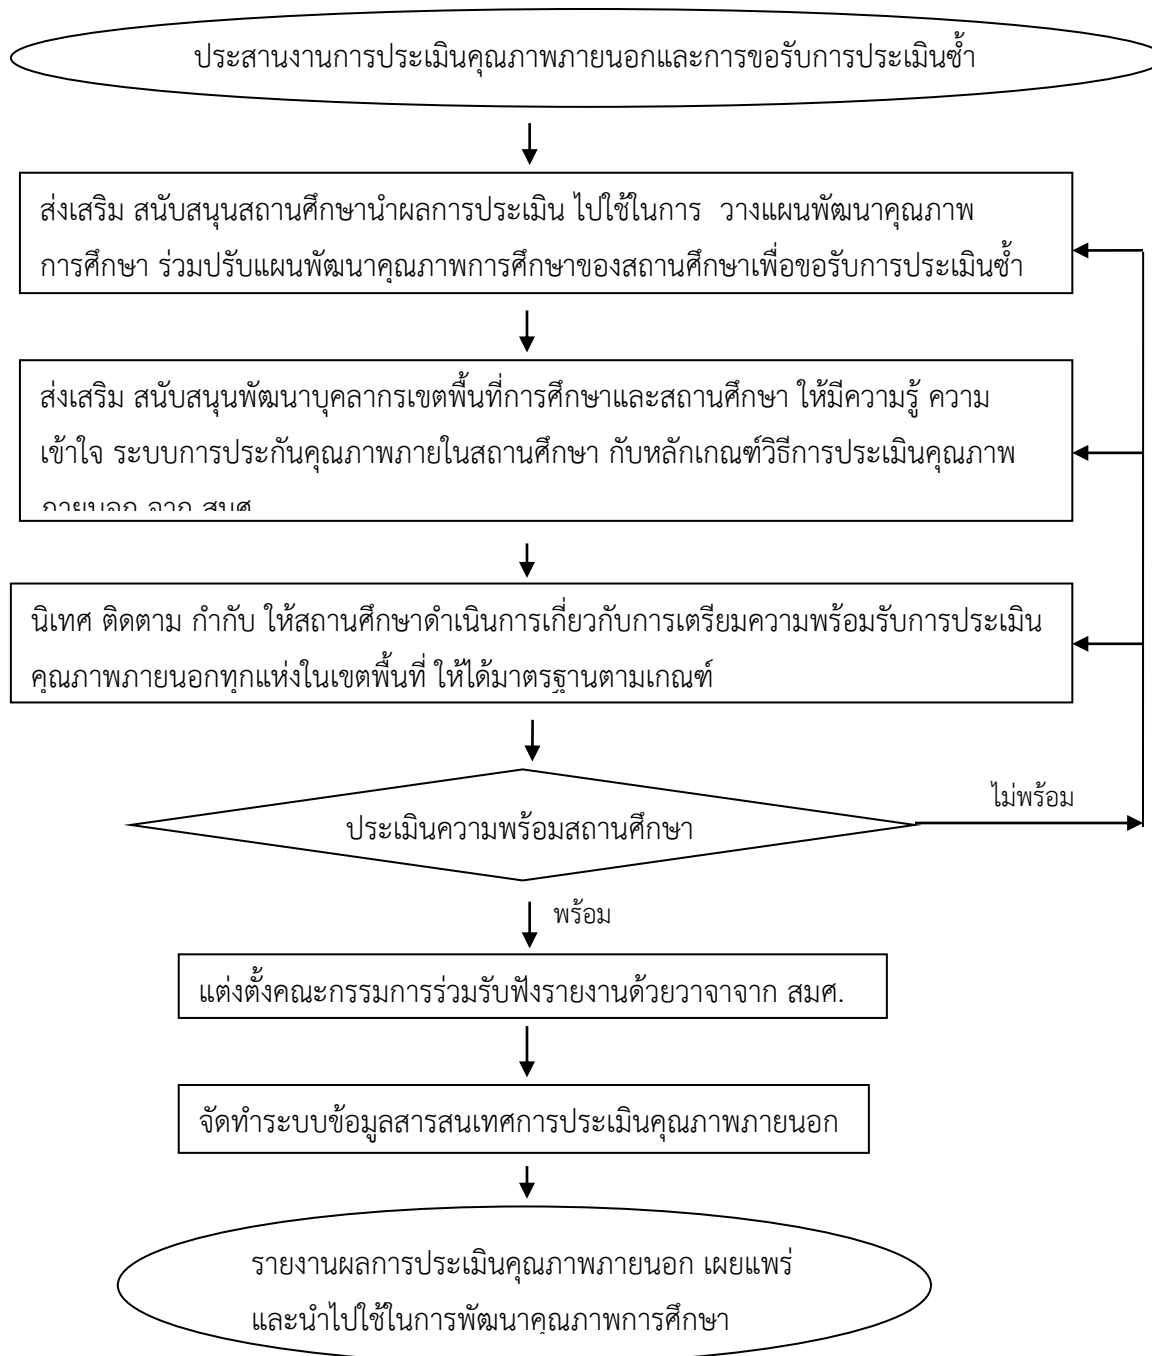 ประสานงานการประเมินคุณภาพภายนอกและการขอรับการประเมินซ้ำ
ส่งเสริม สนับสนุนสถานศึกษานำผลการประเมิน ไปใช้ในการ วางแผนพัฒนาคุณภาพ
การศึกษา ร่วมปรับแผนพัฒนาคุณภาพการศึกษาของสถานศึกษาเพื่อขอรับการประเมินซ้ำ
ส่งเสริม สนับสนุนพัฒนาบุคลากรเขตพื้นที่การศึกษาและสถานศึกษา ให้มีความรู้ ความ
เข้าใจ ระบบการประกันคุณภาพภายในสถานศึกษา กับหลักเกณฑ์วิธีการประเมินคุณภาพ
ภายนอก จาก สมศ
นิเทศ ติดตาม กำกับ ให้สถานศึกษาดำเนินการเกี่ยวกับการเตรียมความพร้อมรับการประเมิน
คุณภาพภายนอกทุกแห่งในเขตพื้นที่ ให้ได้มาตรฐานตามเกณฑ์
ไม่พร้อม
ประเมินความพร้อมสถานศึกษา
พร้อม
แต่งตั้งคณะกรรมการร่วมรับฟังรายงานด้วยวาจาจาก สมศ.
จัดทำระบบข้อมูลสารสนเทศการประเมินคุณภาพภายนอก
รายงานผลการประเมินคุณภาพภายนอก เผยแพร่
และนำไปใช้ในการพัฒนาคุณภาพการศึกษา